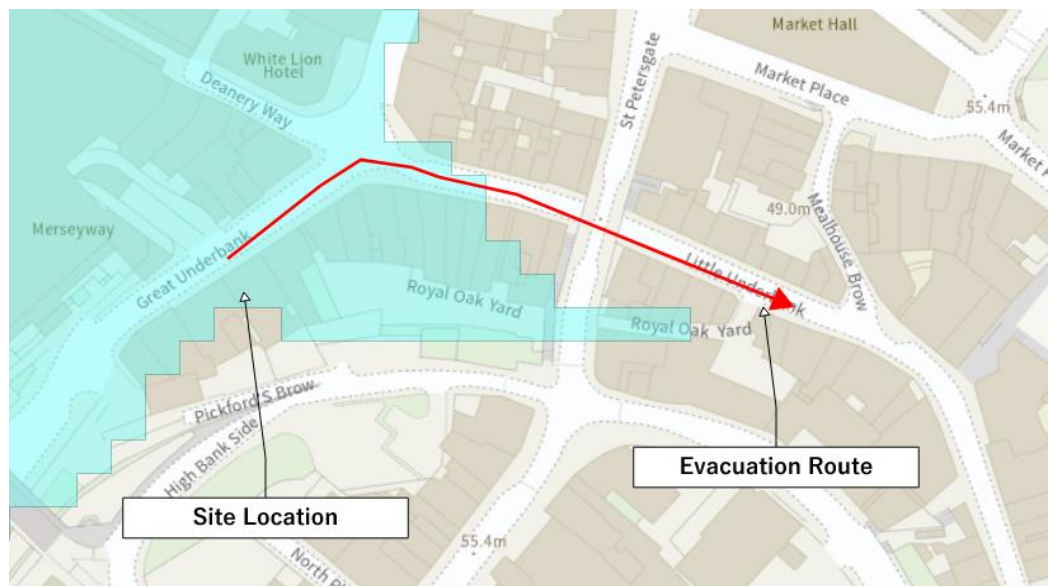 Market Hall
White Lion
Hotel
Deanery Way
St Petersgate
Market Place
55.4m
Merseyway
Great Underbank
49.0m
Mealhouse Brow
Little Underbank
Royal Oak Yard
Royal Oak Yard
Pickford'S Brow
High Bank Side
Evacuation Route
Site Location
55.4m